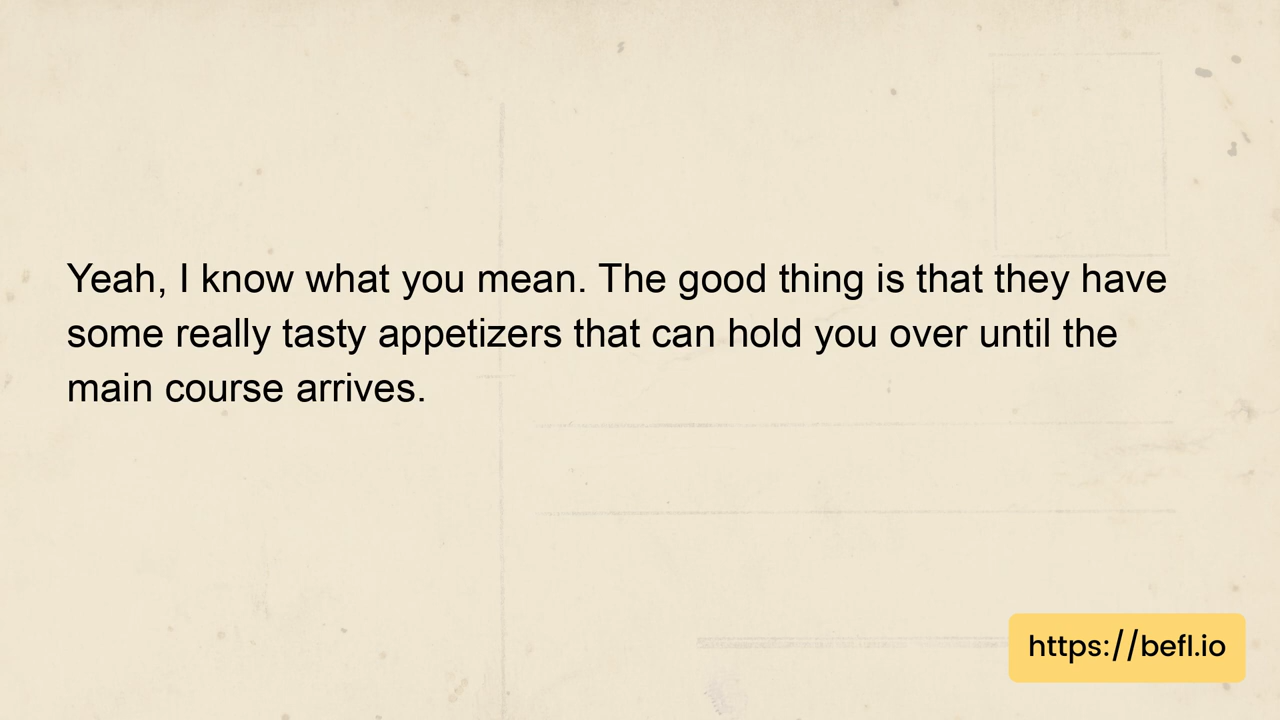 Yeah, I know what you mean. The good thing is that they have
some really tasty appetizers that can hold you over until the
main course arrives.
https://befl.io